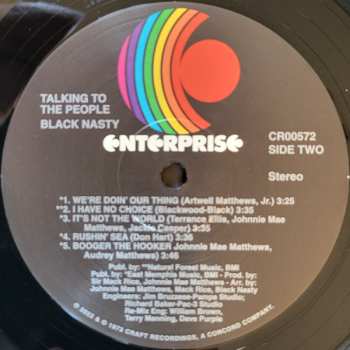 TALKING TO
THE PEOPLE
BLACK NASTY
ENTERPRISE
CR00572
SIDE TWO
Stereo
*1. WE'RE DOIN' OUR THING (Artwell Matthews, Jr.) 3:25
**2. I HAVE NO CHOICE (Blackwood-Black) 3:25
*3. IT'S NOT THE WORLD (Terrance Ellis, Johnnie Mae
Matthews, Jackie Casper) 3:35
*4. RUSHIN' SEA (Don Hart) 3:20
*5. BOOGER THE HOOKER Johnnie Mae Matthews,
Audrey Matthews) 3:46
Publ. by: **Natural Forest Music, BMI
Publ. by: *East Memphis Music, BMI - Prod. by:
Sir Mack Rice, Johnnie Mae Matthews - Arr. by:
Johnnie Mae Matthews, Mack Rice, Black Nasty
Engineers: Jim Bruzzese-Pampa Studio;
Richard Baker-Pac-3 Studio
Re-Mix Eng: William Brown,
Terry Manning, Dave Purple
℗ 2023 & © 1973 CRAFT RECORDINGS, A CONCORD COMPANY.